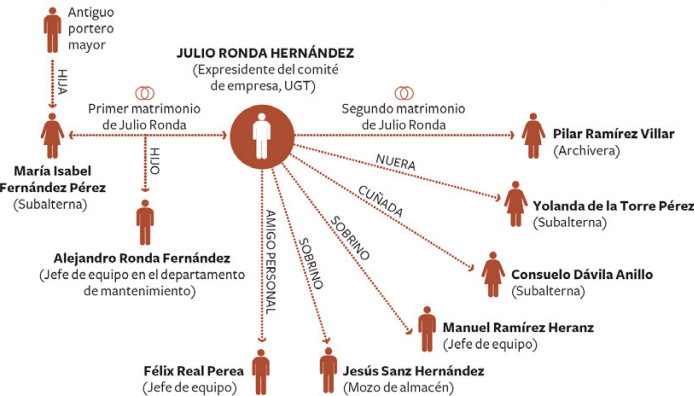 Antiguo
portero
mayor
HIJA
JULIO RONDA HERNÁNDEZ
(Expresidente del comité
de empresa, UGT)
Primer matrimonio
de Julio Ronda
Segundo matrimonio
de Julio Ronda
María Isabel
Fernández Pérez
(Subalterna)
HIJO
Alejandro Ronda Fernández
(Jefe de equipo en el departamento
de mantenimiento)
Pilar Ramírez Villar
(Archivera)
NUERA
Yolanda de la Torre Pérez
(Subalterna)
CUÑADA
Consuelo Dávila Anillo
(Subalterna)
SOBRINO
Manuel Ramírez Heranz
(Jefe de equipo)
SOBRINO
Jesús Sanz Hernández
(Mozo de almacén)
AMIGO PERSONAL
Félix Real Perea
(Jefe de equipo)